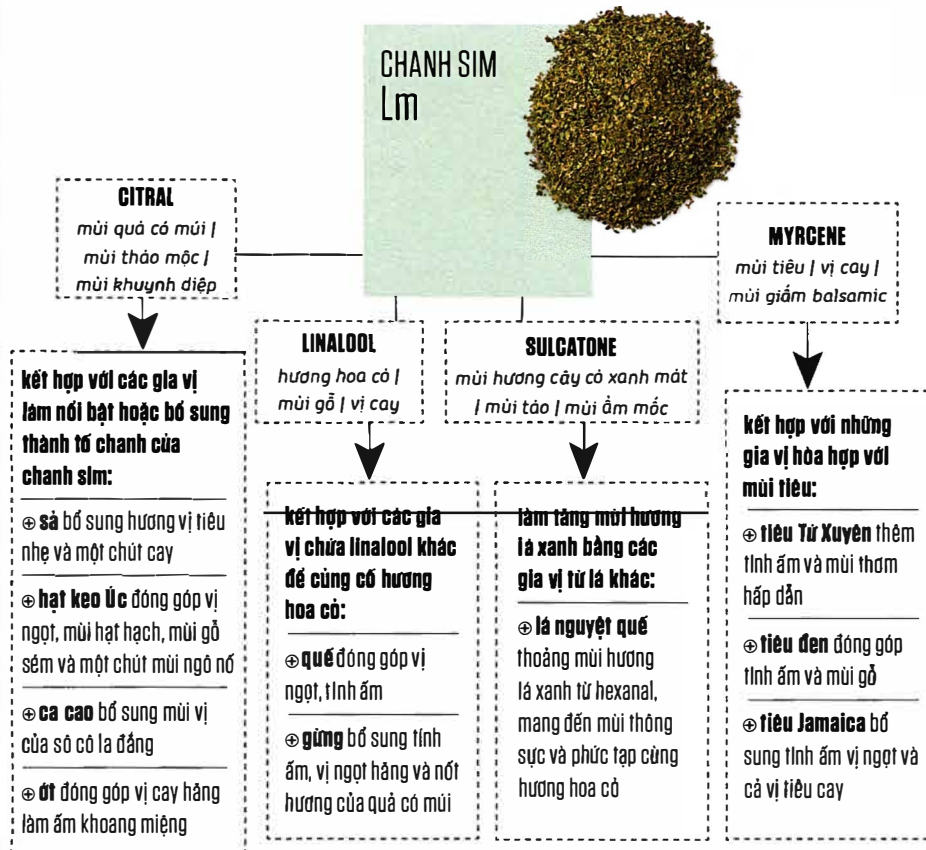 CHANH SIM
Lm
CITRAL
mùi quả có múi |
mùi thảo mộc |
mùi khuynh diệp
kết hợp với các gia vị
làm nổi bật hoặc bổ sung
thành tố chanh của
chanh sim:
⊕ sả bổ sung hương vị tiêu
nhẹ và một chút cay
⊕ hạt keo Úc đóng góp vị
ngọt, mùi hạt hạch, mùi gỗ
sém và một chút mùi ngô nổ
⊕ ca cao bổ sung mùi vị
của sô cô la đắng
⊕ ớt đóng góp vị cay hăng
làm ấm khoang miệng
LINALOOL
hương hoa cỏ |
mùi gỗ | vị cay
kết hợp với các gia
vị chứa linalool khác
để củng cố hương
hoa cỏ:
⊕ quế đóng góp vị
ngọt, tính ấm
⊕ gừng bổ sung tính
ấm, vị ngọt hăng và nốt
hương của quả có múi
SULCATONE
mùi hương cây cỏ xanh mát
| mùi táo | mùi ẩm mốc
làm tăng mùi hương
lá xanh bằng các
gia vị từ lá khác:
⊕ lá nguyệt quế
thoảng mùi hương
lá xanh từ hexanal,
mang đến mùi thông
sực và phức tạp cùng
hương hoa cỏ
MYRCENE
mùi tiêu | vị cay |
mùi giấm balsamic
kết hợp với những
gia vị hòa hợp với
mùi tiêu:
⊕ tiêu Tứ Xuyên thêm
tính ấm và mùi thơm
hấp dẫn
⊕ tiêu đen đóng góp
tính ấm và mùi gỗ
⊕ tiêu Jamaica bổ
sung tính ấm vị ngọt và
cả vị tiêu cay